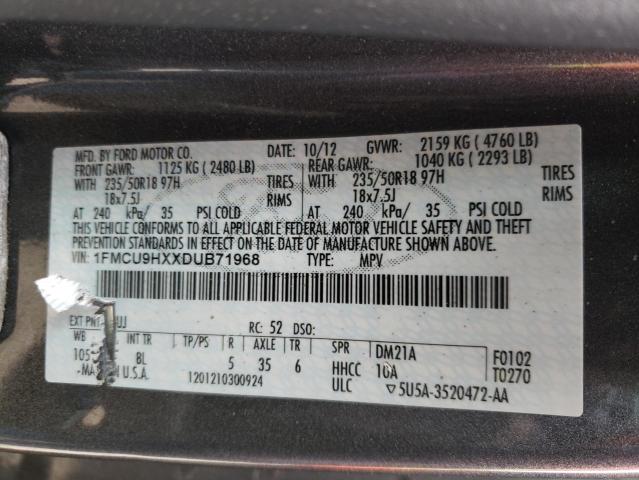 MFD. BY FORD MOTOR CO. DATE: 10/12 GVWR: 2159 KG ( 4760 LB)
FRONT GAWR: 1125 KG ( 2480 LB) REAR GAWR: 1040 KG ( 2293 LB)
WITH 235/50R18 97H TIRES WITH 235/50R18 97H TIRES
18x7.5J RIMS 18x7.5J RIMS
AT 240 kPa/ 35 PSI COLD AT 240 kPa/ 35 PSI COLD
THIS VEHICLE CONFORMS TO ALL APPLICABLE FEDERAL MOTOR VEHICLE SAFETY AND THEFT
PREVENTION STANDARDS IN EFFECT ON THE DATE OF MANUFACTURE SHOWN ABOVE.
VIN: 1FMCU9HXXDUB71968 TYPE: MPV
EXT PNT: UJ RC: 52 DSO:
WB INT TR TP/PS R AXLE TR SPR DM21A F0102
105 8L 5 35 6 HHCC 10A T0270
U.S.A. 1201210300924 ULC ▽5U5A-3520472-AA